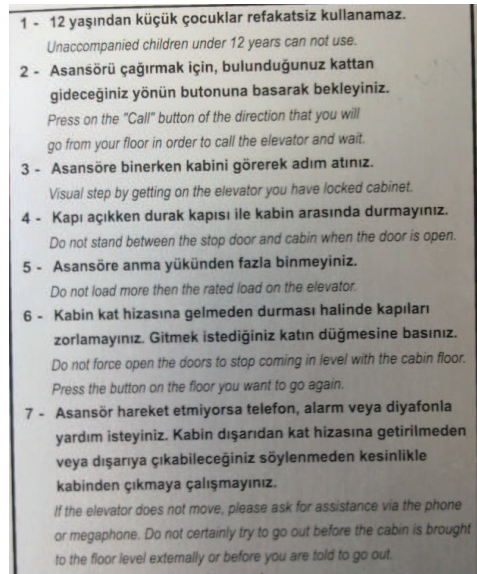 1 - 12 yaşından küçük çocuklar refakatsiz kullanamaz.
Unaccompanied children under 12 years can not use.
2 - Asansörü çağırmak için, bulunduğunuz kattan
gideceğiniz yönün butonuna basarak bekleyiniz.
Press on the "Call" button of the direction that you will
go from your floor in order to call the elevator and wait.
3 - Asansöre binerken kabini görerek adım atınız.
Visual step by getting on the elevator you have locked cabinet.
4 - Kapı açıkken durak kapısı ile kabin arasında durmayınız.
Do not stand between the stop door and cabin when the door is open.
5 - Asansöre anma yükünden fazla binmeyiniz.
Do not load more then the rated load on the elevator.
6 - Kabin kat hizasına gelmeden durması halinde kapıları
zorlamayınız. Gitmek istediğiniz katın düğmesine basınız.
Do not force open the doors to stop coming in level with the cabin floor.
Press the button on the floor you want to go again.
7 - Asansör hareket etmiyorsa telefon, alarm veya diyafonla
yardım isteyiniz. Kabin dışarıdan kat hizasına getirilmeden
veya dışarıya çıkabileceğiniz söylenmeden kesinlikle
kabinden çıkmaya çalışmayınız.
If the elevator does not move, please ask for assistance via the phone
or megaphone. Do not certainly try to go out before the cabin is brought
to the floor level externally or before you are told to go out.